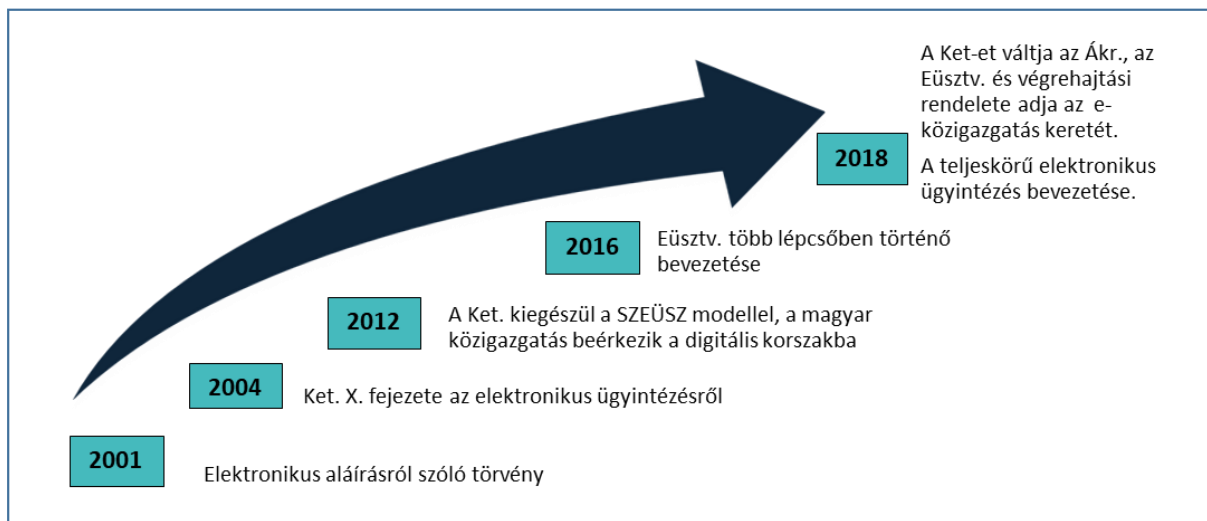 A Ket-et váltja az Ákr., az
Eüsztv. és végrehajtási
rendelete adja az e-
közigazgatás keretét.
2018
A teljeskörű elektronikus
ügyintézés bevezetése.
2016
Eüsztv. több lépcsőben történő
bevezetése
2012
A Ket. kiegészül a SZEÜSZ modellel, a magyar
közigazgatás beérkezik a digitális korszakba
2004
Ket. X. fejezete az elektronikus ügyintézésről
2001
Elektronikus aláírásról szóló törvény